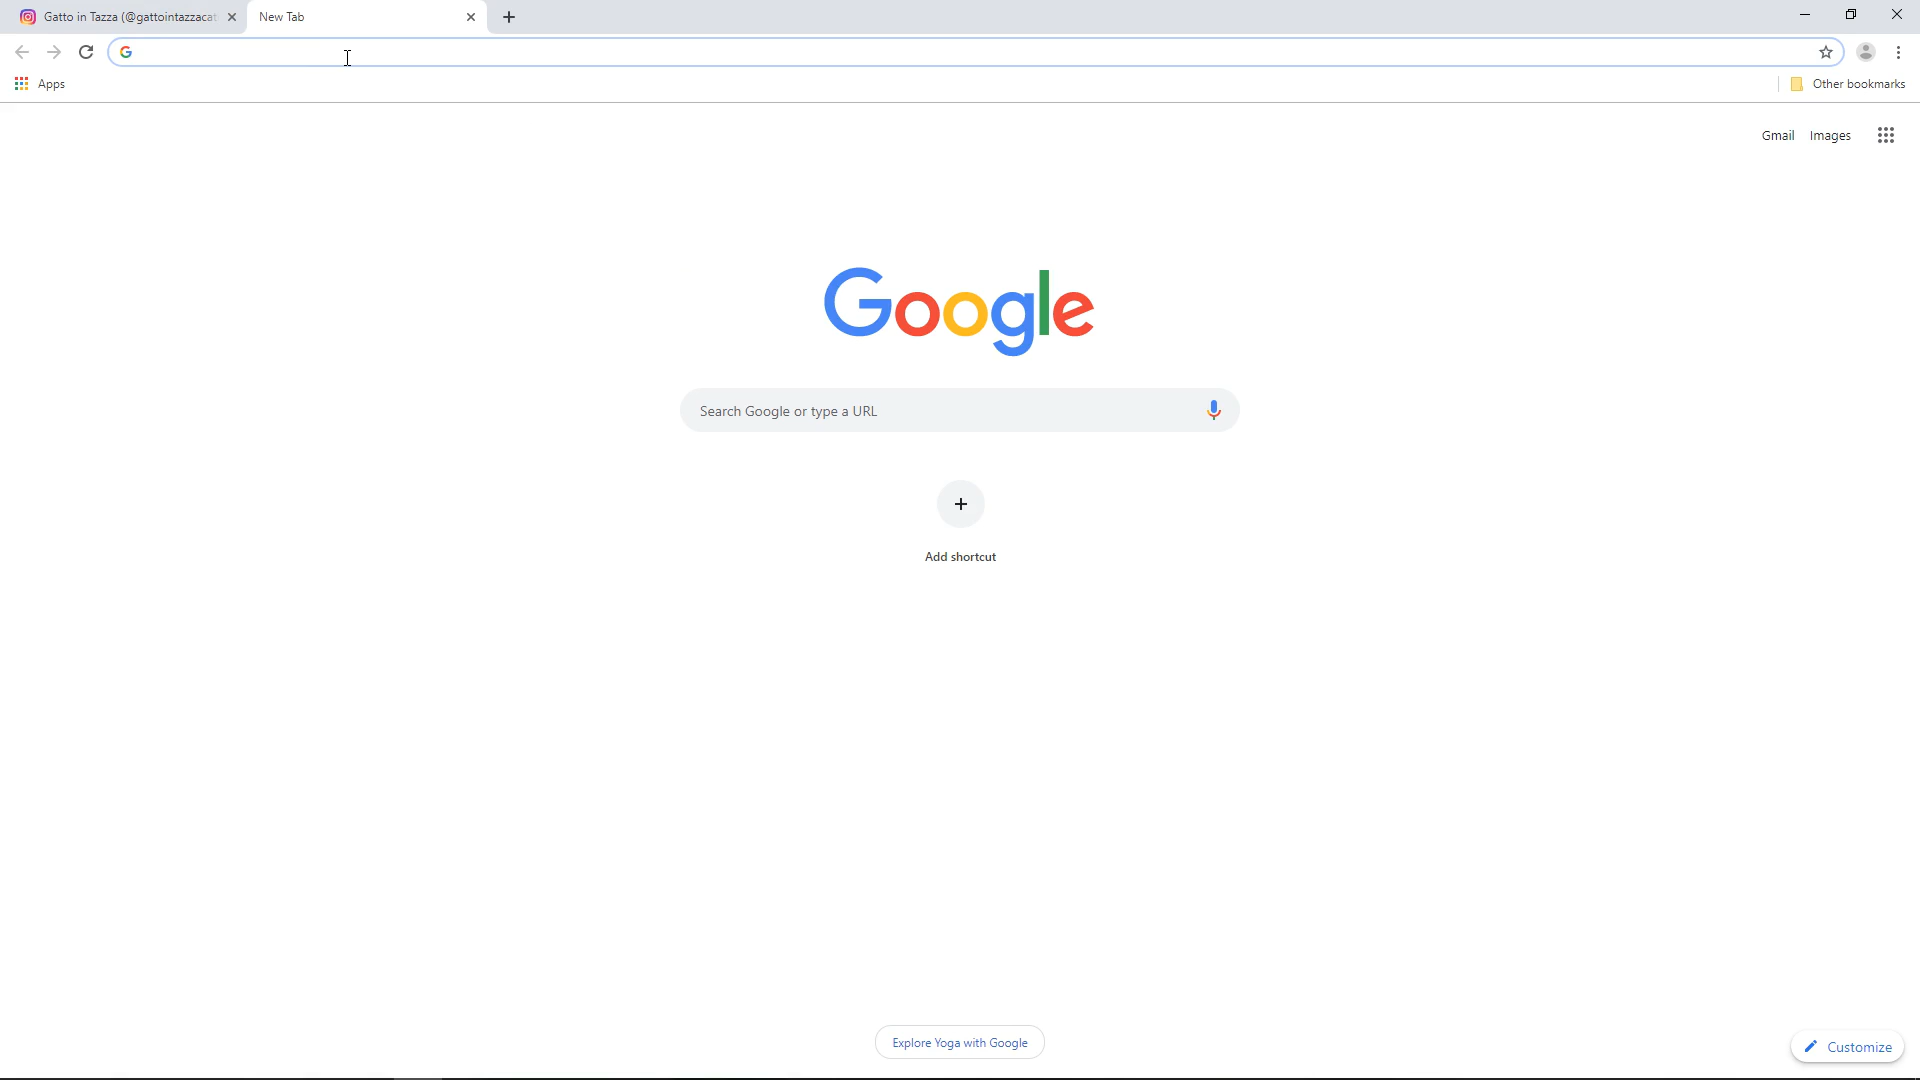 Gatto in Tazza (@gattointazzacat
New Tab
Apps
Other bookmarks
Gmail Images
Google
Search Google or type a URL
Add shortcut
Explore Yoga with Google
Customize